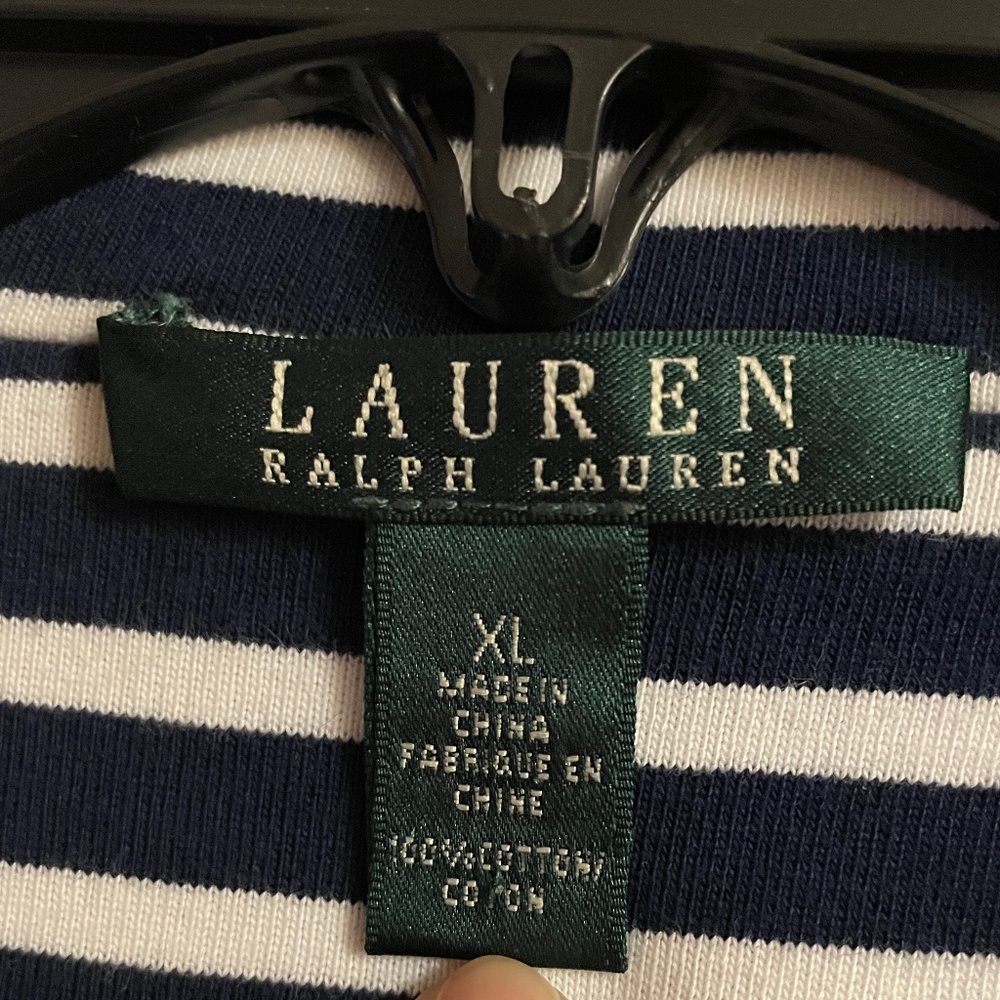 LAUREN
RALPH LAUREN
XL
MADE IN
CHINA
FABRIQUE EN
CHINE
100% COTTON/
COTON